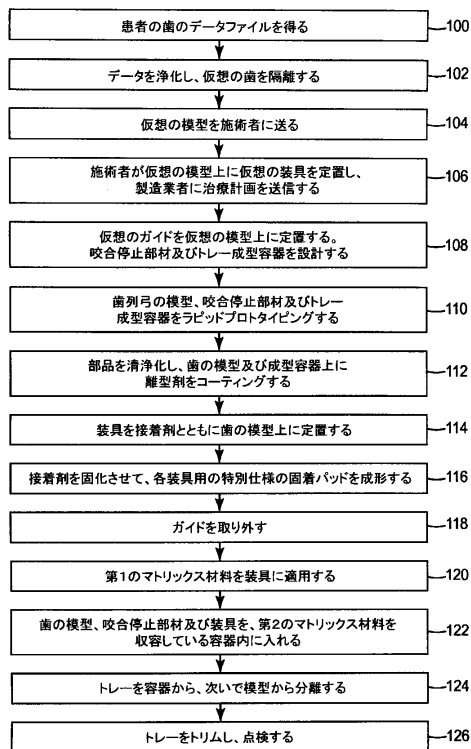 患者の歯のデータファイルを得る
100
データを浄化し、仮想の歯を隔離する
102
仮想の模型を施術者に送る
104
施術者が仮想の模型上に仮想の装具を定置し、
製造業者に治療計画を送信する
106
仮想のガイドを仮想の模型上に定置する。
咬合停止部材及びトレー成型容器を設計する
108
歯列弓の模型、咬合停止部材及びトレー
成型容器をラピッドプロトタイピングする
110
部品を清浄化し、歯の模型及び成型容器上に
離型剤をコーティングする
112
装具を接着剤とともに歯の模型上に定置する
114
接着剤を固化させて、各装具用の特別仕様の固着パッドを成形する
116
ガイドを取り外す
118
第1のマトリックス材料を装具に適用する
120
歯の模型、咬合停止部材及び装具を、第2のマトリックス材料を
収容している容器内に入れる
122
トレーを容器から、次いで模型から分離する
124
トレーをトリムし、点検する
126